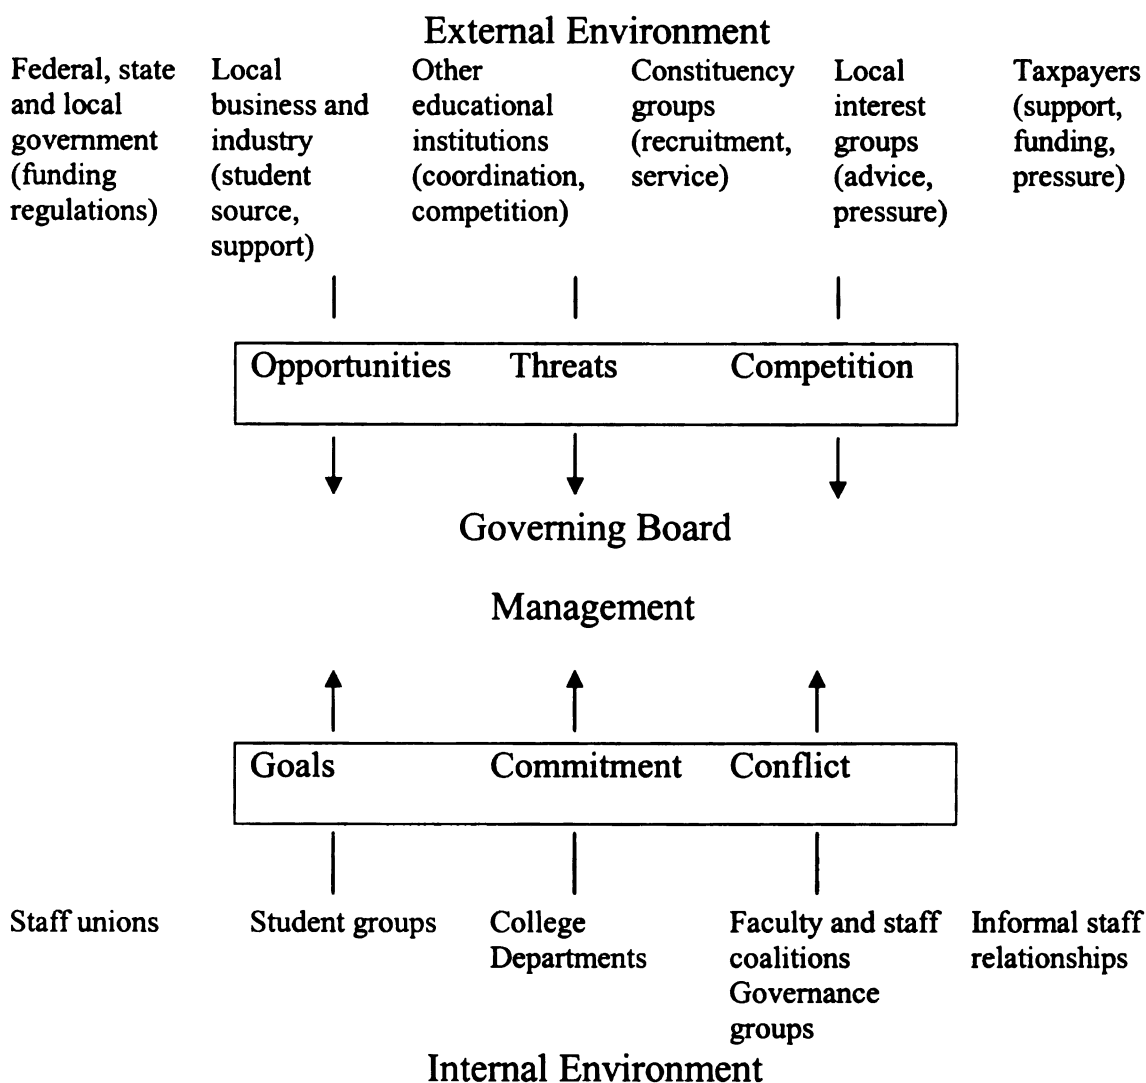 External Environment
Federal, state
and local
government
(funding
regulations)
Local
business and
industry
(student
source,
support)
Other
educational
institutions
(coordination,
competition)
Constituency
groups
(recruitment,
service)
Local
interest
groups
(advice,
pressure)
Taxpayers
(support,
funding,
pressure)
Opportunities
Threats
Competition
Governing Board
Management
Goals
Commitment
Conflict
Staff unions
Student groups
College
Departments
Faculty and staff
coalitions
Governance
groups
Informal staff
relationships
Internal Environment